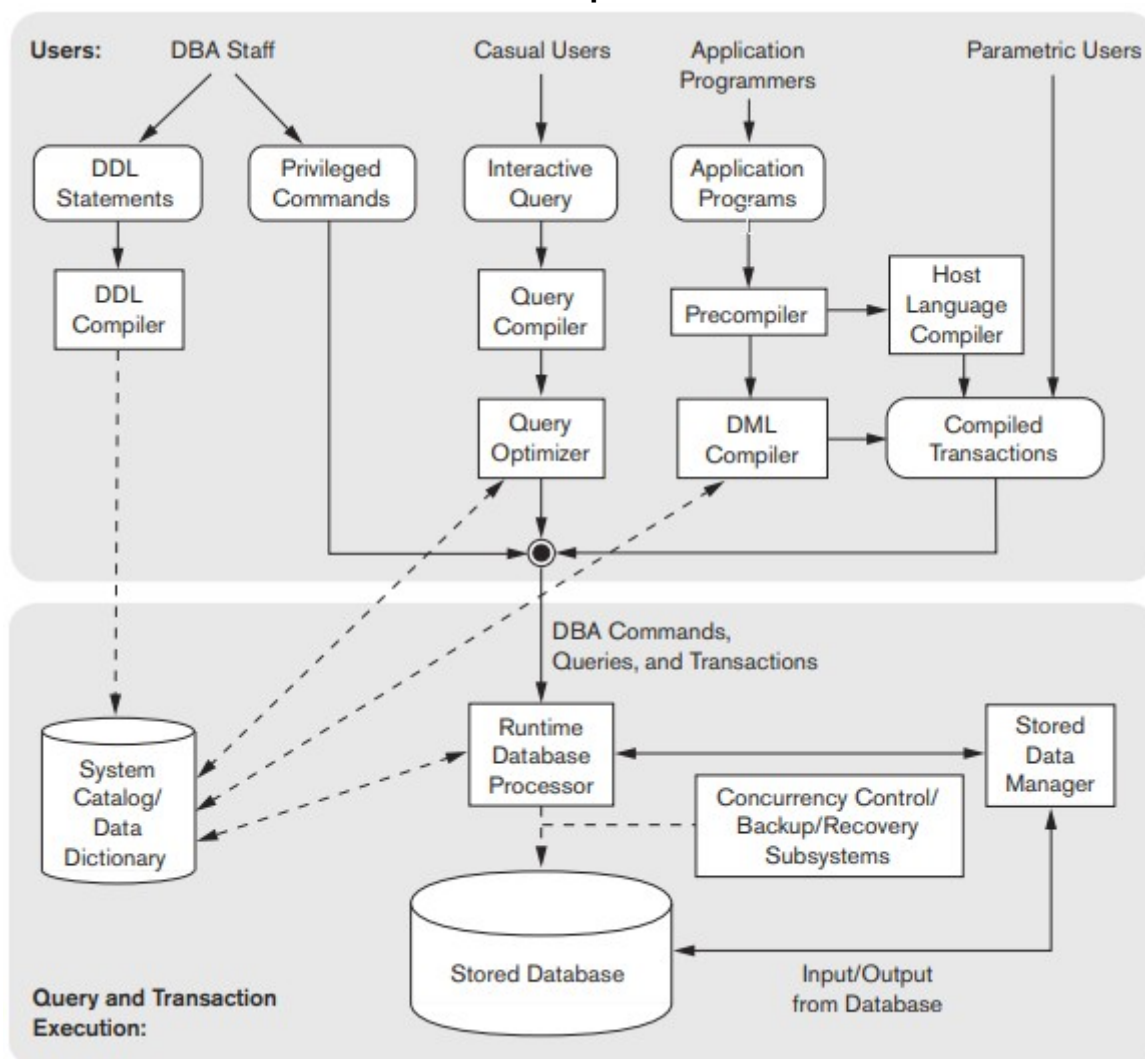 Users:
DBA Staff
Casual Users
Application
Programmers
Parametric Users
DDL
Statements
Privileged
Commands
Interactive
Query
Application
Programs
DDL
Compiler
Query
Compiler
Precompiler
Host
Language
Compiler
Query
Optimizer
DML
Compiler
Compiled
Transactions
DBA Commands,
Queries, and Transactions
System
Catalog/
Data
Dictionary
Runtime
Database
Processor
Stored
Data
Manager
Concurrency Control/
Backup/Recovery
Subsystems
Stored Database
Input/Output
from Database
Query and Transaction
Execution: